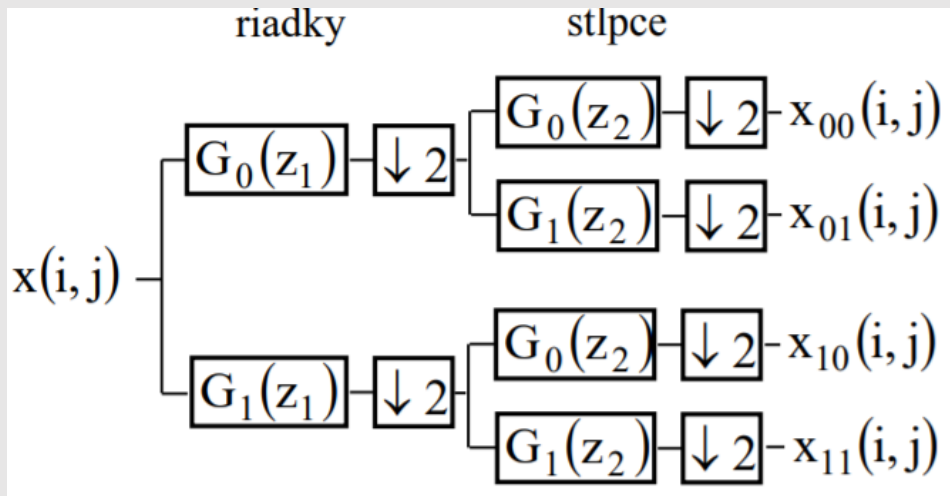 riadky stlpce
G₀(z₂) ↓ 2 x₀₀(i, j)
G₀(z₁) ↓ 2
G₁(z₂) ↓ 2 x₀₁(i, j)
x(i, j)
G₀(z₂) ↓ 2 x₁₀(i, j)
G₁(z₁) ↓ 2
G₁(z₂) ↓ 2 x₁₁(i, j)